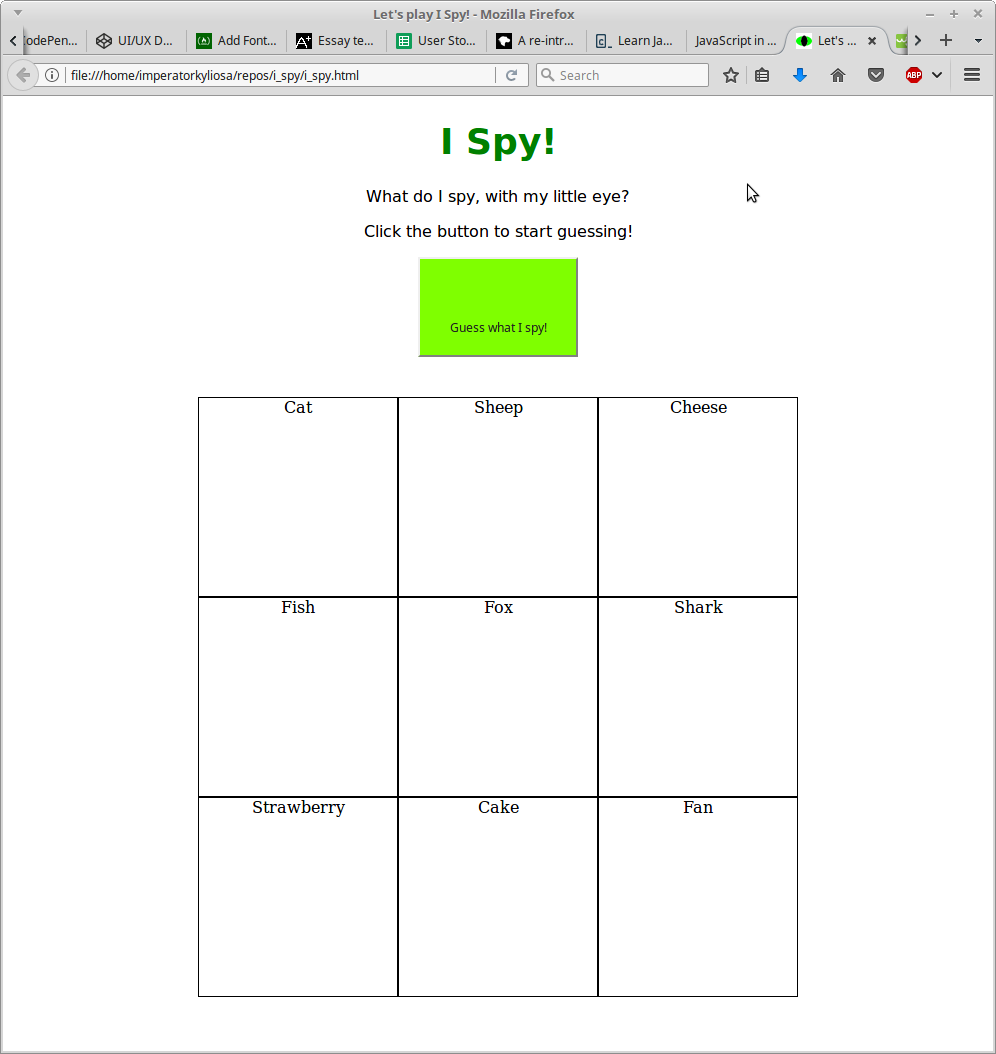 Let's play I Spy! - Mozilla Firefox
odePen... UI/UX D... Add Font... Essay te... User Sto... A re-intr... Learn Ja... JavaScript in ... Let's ...
file:///home/imperatorkyliosa/repos/i_spy/i_spy.html Search ABP
I Spy!
What do I spy, with my little eye?
Click the button to start guessing!
Guess what I spy!
Cat Sheep Cheese
Fish Fox Shark
Strawberry Cake Fan